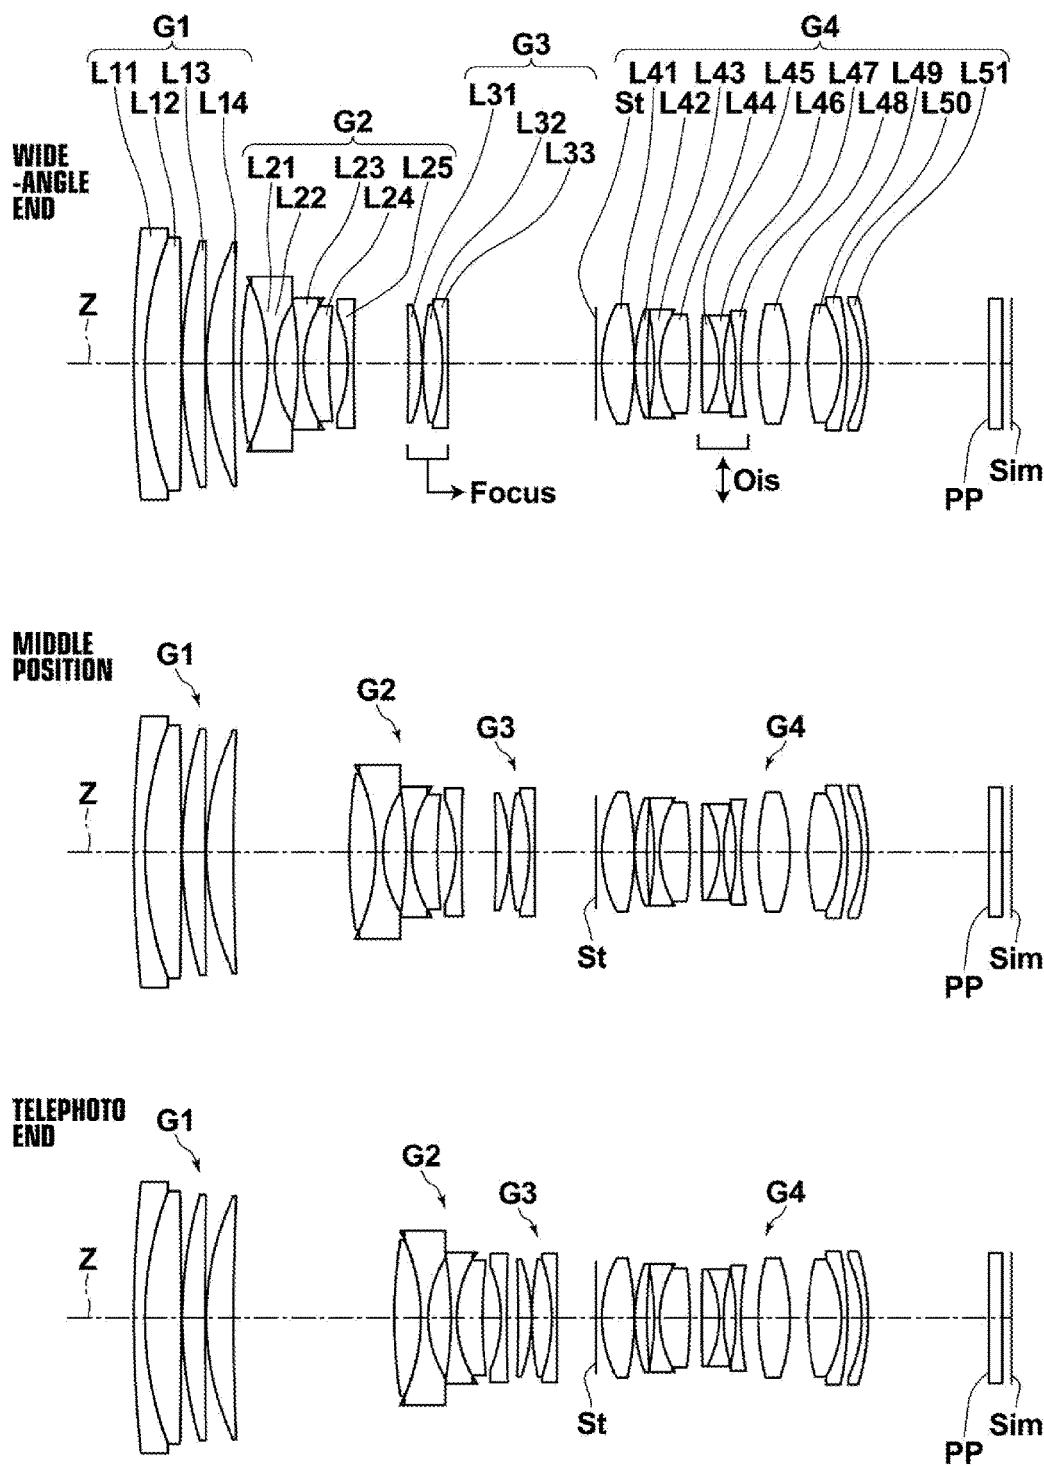 G1
G3
G4
L11 L13
L12 L14
L31
L41 L43 L45 L47 L49 L51
St L42 L44 L46 L48 L50
G2
L32
L33
WIDE
-ANGLE
END
L21 L23 L25
L22 L24
Z
Focus
Ois
PP
Sim
MIDDLE
POSITION
G1
G2
G3
G4
Z
St
PP
Sim
TELEPHOTO
END
G1
G2
G3
G4
Z
St
PP
Sim